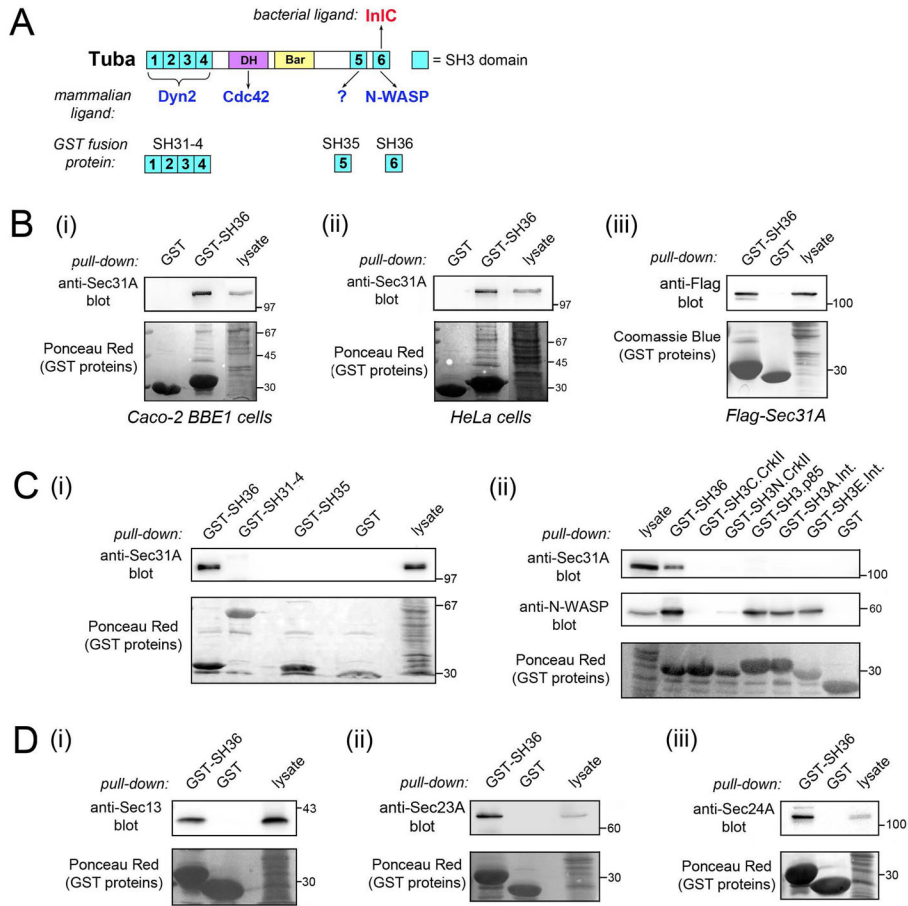 A
bacterial ligand: InlC
Tuba 1 2 3 4 DH Bar 5 6 = SH3 domain
mammalian ligand: Dyn2 Cdc42 ? N-WASP
GST fusion protein: SH31-4 SH35 SH36
1 2 3 4 5 6
B
(i)
pull-down: GST GST-SH36 lysate
anti-Sec31A blot
97
Ponceau Red (GST proteins)
67
45
30
Caco-2 BBE1 cells
(ii)
pull-down: GST GST-SH36 lysate
anti-Sec31A blot
97
Ponceau Red (GST proteins)
67
45
30
HeLa cells
(iii)
pull-down: GST-SH36 GST lysate
anti-Flag blot
100
Coomassie Blue (GST proteins)
30
Flag-Sec31A
C
(i)
pull-down: GST-SH36 GST-SH31-4 GST-SH35 GST lysate
anti-Sec31A blot
97
Ponceau Red (GST proteins)
67
30
(ii)
pull-down: lysate GST-SH36 GST-SH3C.CrkII GST-SH3N.CrkII GST-SH3.p85 GST-SH3A.Int. GST-SH3E.Int. GST
anti-Sec31A blot
100
anti-N-WASP blot
60
Ponceau Red (GST proteins)
30
D
(i)
pull-down: GST-SH36 GST lysate
anti-Sec13 blot
43
Ponceau Red (GST proteins)
30
(ii)
pull-down: GST-SH36 GST lysate
anti-Sec23A blot
60
Ponceau Red (GST proteins)
30
(iii)
pull-down: GST-SH36 GST lysate
anti-Sec24A blot
100
Ponceau Red (GST proteins)
30